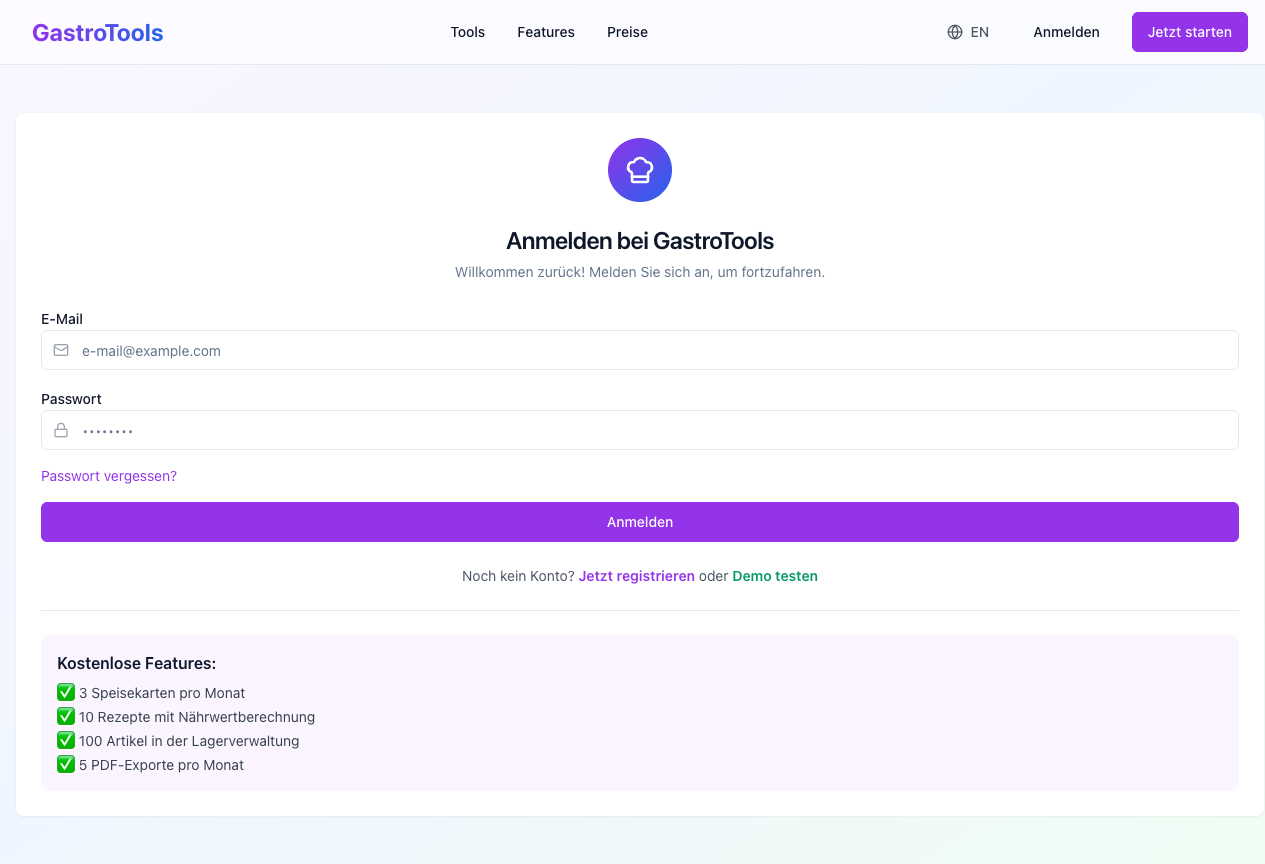 GastroTools
Tools
Features
Preise
EN
Anmelden
Jetzt starten
Anmelden bei GastroTools
Willkommen zurück! Melden Sie sich an, um fortzufahren.
E-Mail
e-mail@example.com
Passwort
••••••••
Passwort vergessen?
Anmelden
Noch kein Konto? Jetzt registrieren oder Demo testen
Kostenlose Features:
✅ 3 Speisekarten pro Monat
✅ 10 Rezepte mit Nährwertberechnung
✅ 100 Artikel in der Lagerverwaltung
✅ 5 PDF-Exporte pro Monat